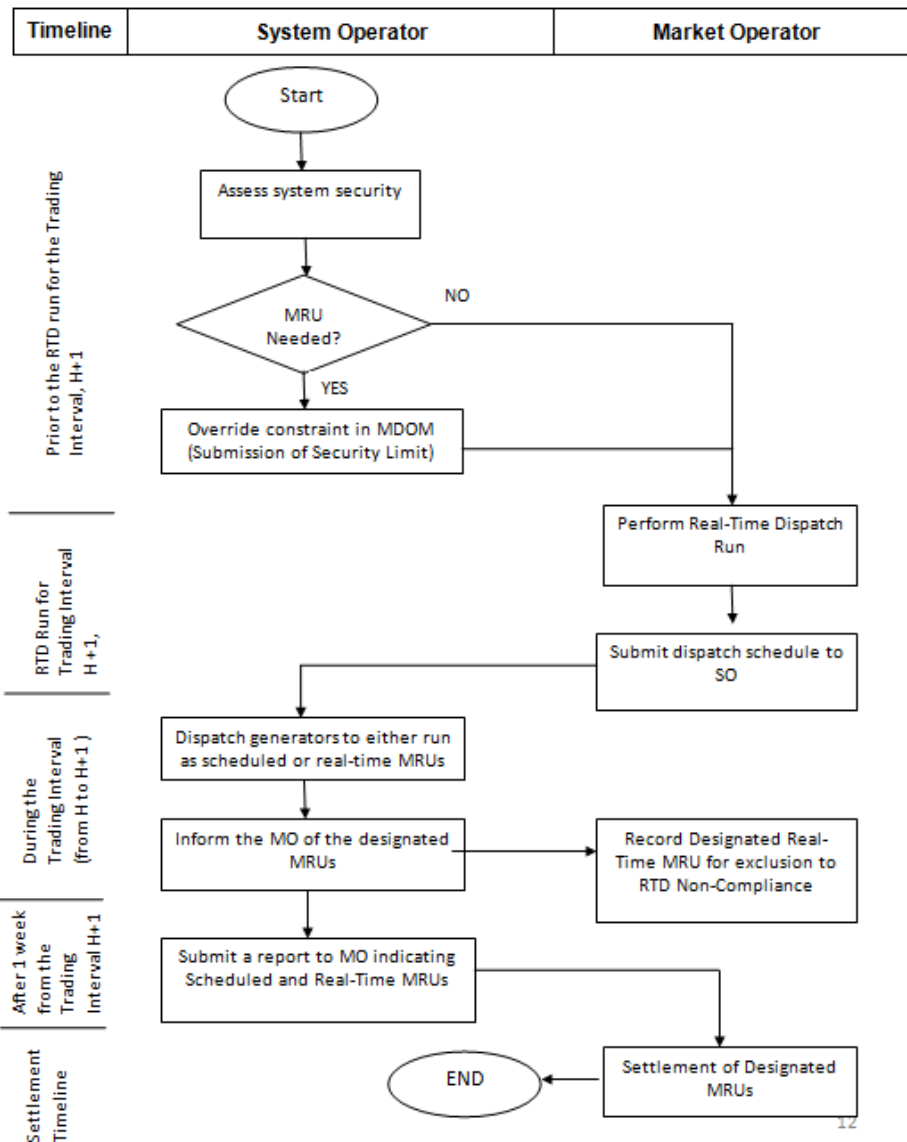 Timeline
System Operator
Market Operator
Start
Assess system security
NO
MRU
Needed?
YES
Override constraint in MDOM
(Submission of Security Limit)
Prior to the RTD run for the Trading
Interval, H+1
Perform Real-Time Dispatch
Run
RTD Run for
Trading Interval
H+1,
Submit dispatch schedule to
SO
Dispatch generators to either run
as scheduled or real-time MRUs
During the
Trading Interval
(from H to H+1 )
Inform the MO of the designated
MRUs
Record Designated Real-
Time MRU for exclusion to
RTD Non-Compliance
After 1 week
from the
Trading
Interval H+1
Submit a report to MO indicating
Scheduled and Real-Time MRUs
Settlement
Timeline
END
Settlement of Designated
MRUs
12